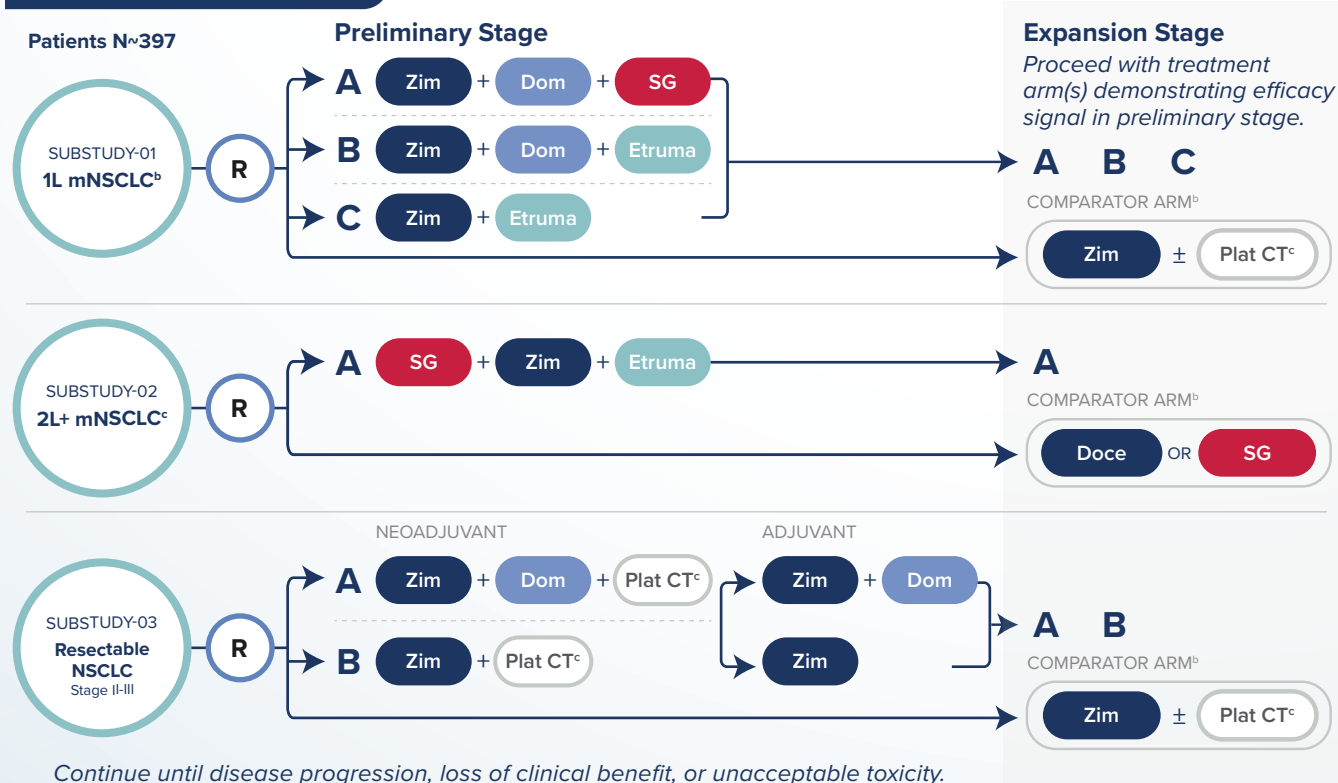 Patients N~397
Preliminary Stage
Expansion Stage
Proceed with treatment
arm(s) demonstrating efficacy
signal in preliminary stage.
SUBSTUDY-01
1L mNSCLCᵇ
R
A Zim + Dom + SG
B Zim + Dom + Etruma
C Zim + Etruma
A B C
COMPARATOR ARMᵇ
Zim ± Plat CTᶜ
SUBSTUDY-02
2L+ mNSCLCᶜ
R
A SG + Zim + Etruma
A
COMPARATOR ARMᵇ
Doce OR SG
SUBSTUDY-03
Resectable
NSCLC
Stage II-III
R
NEOADJUVANT
A Zim + Dom + Plat CTᶜ
B Zim + Plat CTᶜ
ADJUVANT
Zim + Dom
Zim
A B
COMPARATOR ARMᵇ
Zim ± Plat CTᶜ
Continue until disease progression, loss of clinical benefit, or unacceptable toxicity.